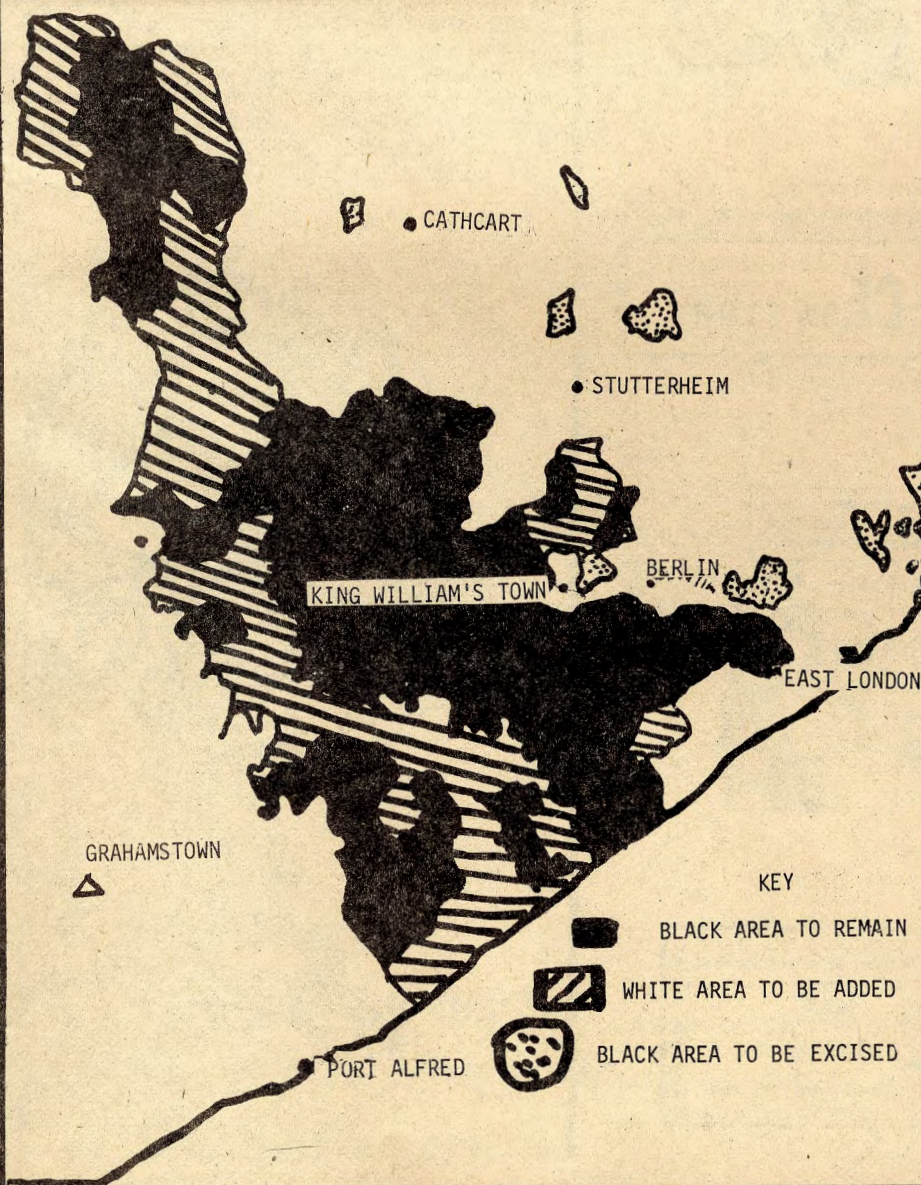 CATHCART
STUTTERHEIM
BERLIN
KING WILLIAM'S TOWN
EAST LONDON
GRAHAMSTOWN
KEY
BLACK AREA TO REMAIN
WHITE AREA TO BE ADDED
BLACK AREA TO BE EXCISED
PORT ALFRED